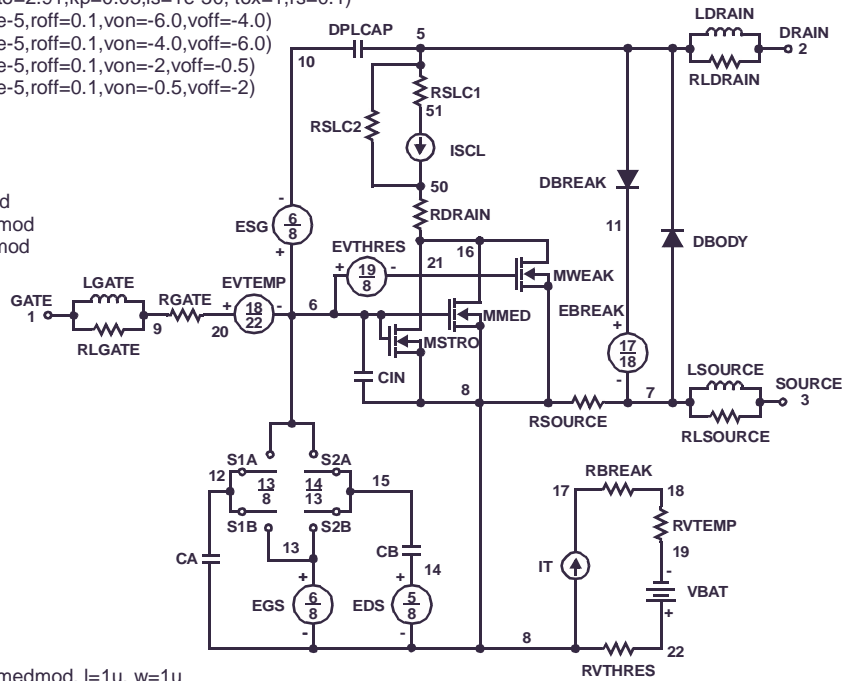 e-5,roff=0.1,von=-6.0,voff=-4.0)
e-5,roff=0.1,von=-4.0,voff=-6.0)
e-5,roff=0.1,von=-2,voff=-0.5)
e-5,roff=0.1,von=-0.5,voff=-2)
DPLCAP
5
10
LDRAIN
DRAIN
2
RLDRAIN
RSLC1
51
RSLC2
ISCL
50
RDRAIN
DBREAK
11
DBODY
ESG
-
6
8
+
EVTHRES
+
19
8
-
21
16
MWEAK
LGATE
GATE
1
RLGATE
9
RGATE
20
EVTEMP
+
18
22
-
6
MMED
MSTRO
CIN
8
EBREAK
+
17
18
-
7
RSOURCE
LSOURCE
SOURCE
3
RLSOURCE
12
S1A
S2A
13
8
14
13
15
S1B
S2B
13
CA
CB
14
EGS
+
6
8
-
EDS
+
5
8
-
8
17
RBREAK
18
RVTEMP
19
IT
-
VBAT
+
22
RVTHRES